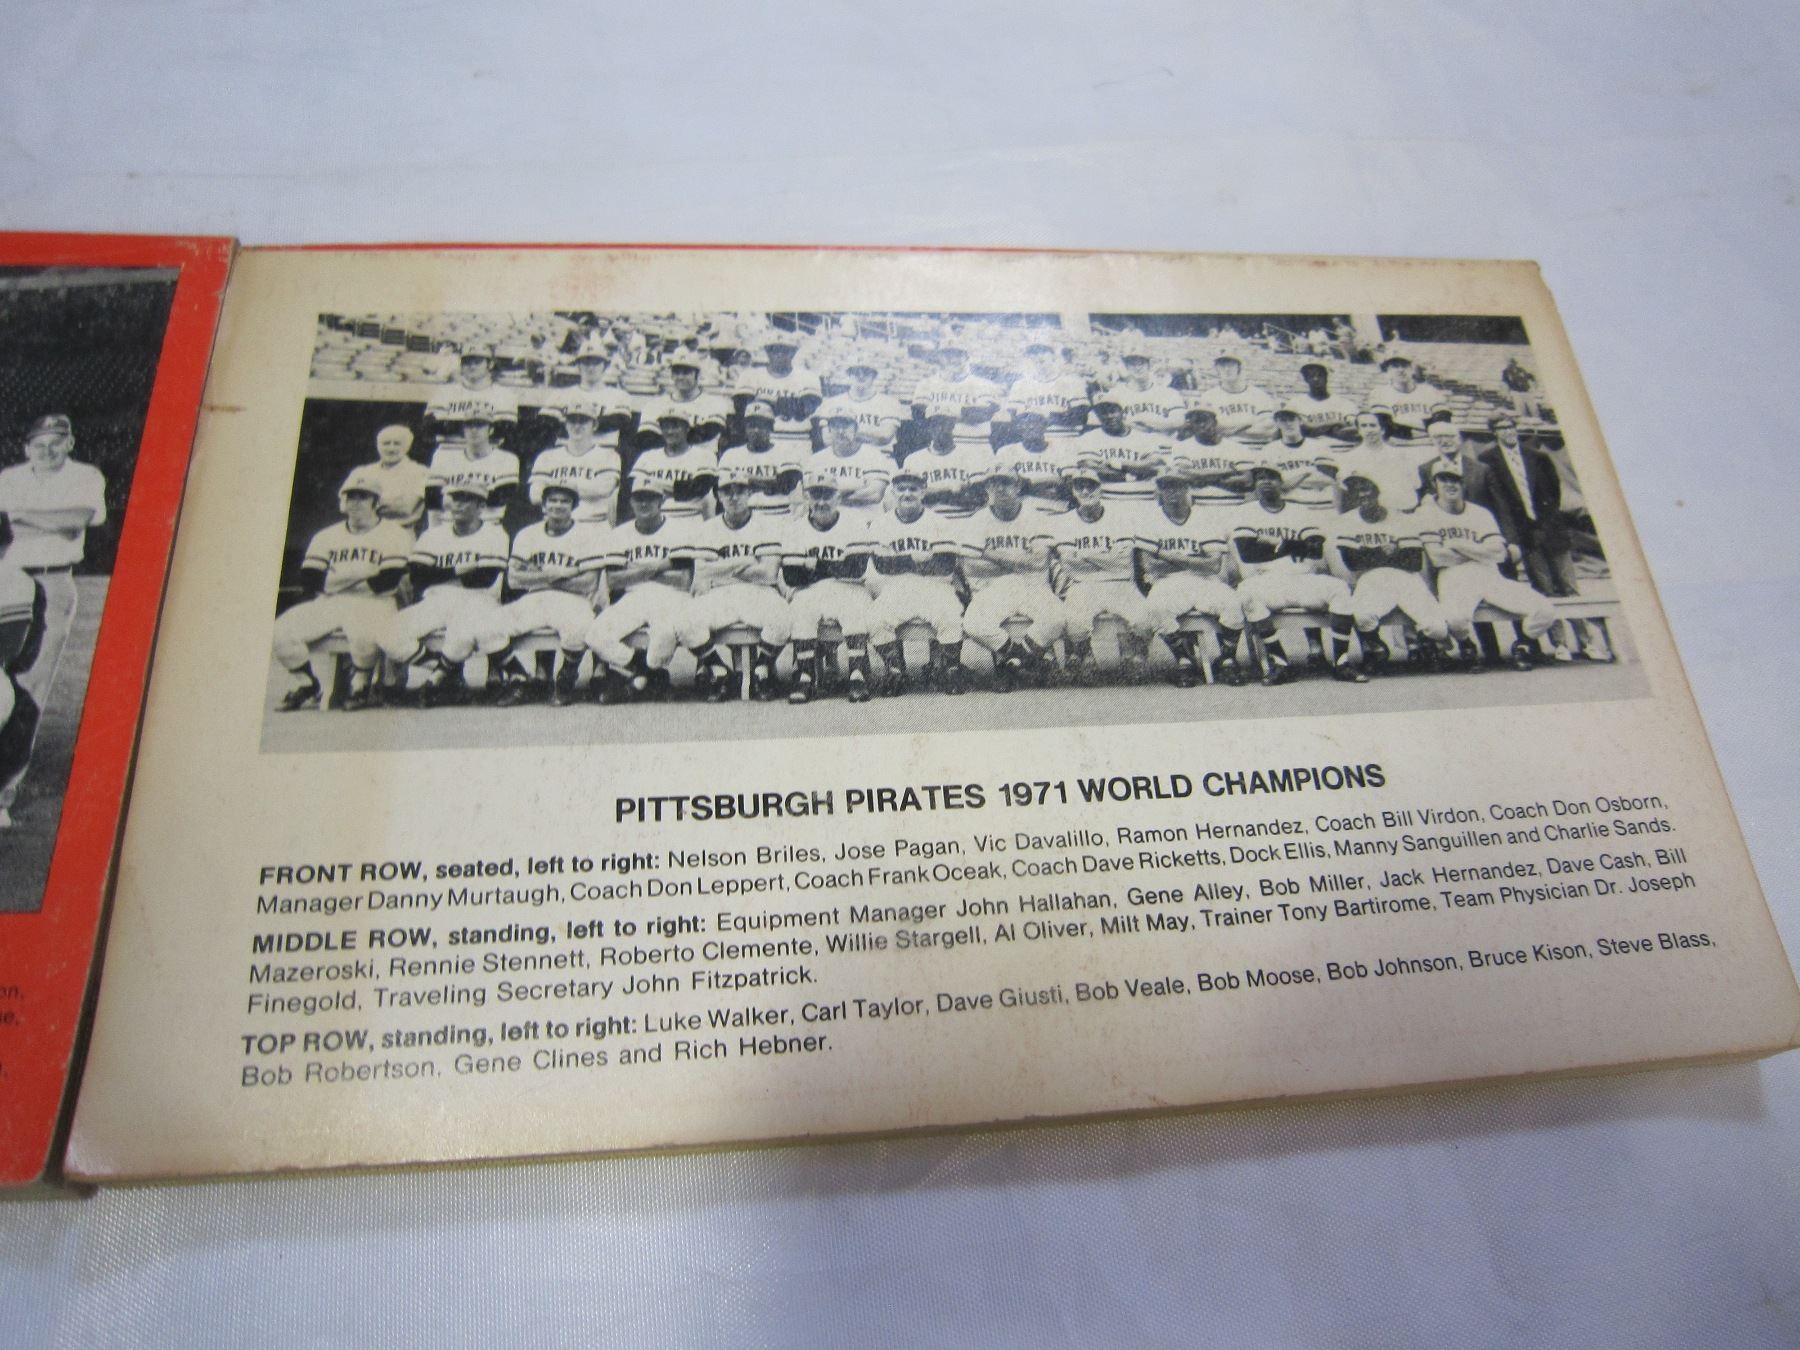 PITTSBURGH PIRATES 1971 WORLD CHAMPIONS
FRONT ROW, seated, left to right: Nelson Briles, Jose Pagan, Vic Davalillo, Ramon Hernandez, Coach Bill Virdon, Coach Don Osborn,
Manager Danny Murtaugh, Coach Don Leppert, Coach Frank Oceak, Coach Dave Ricketts, Dock Ellis, Manny Sanguillen and Charlie Sands.
MIDDLE ROW, standing, left to right: Equipment Manager John Hallahan, Gene Alley, Bob Miller, Jack Hernandez, Dave Cash, Bill
Mazeroski, Rennie Stennett, Roberto Clemente, Willie Stargell, Al Oliver, Milt May, Trainer Tony Bartirome, Team Physician Dr. Joseph
Finegold, Traveling Secretary John Fitzpatrick.
TOP ROW, standing, left to right: Luke Walker, Carl Taylor, Dave Giusti, Bob Veale, Bob Moose, Bob Johnson, Bruce Kison, Steve Blass,
Bob Robertson, Gene Clines and Rich Hebner.